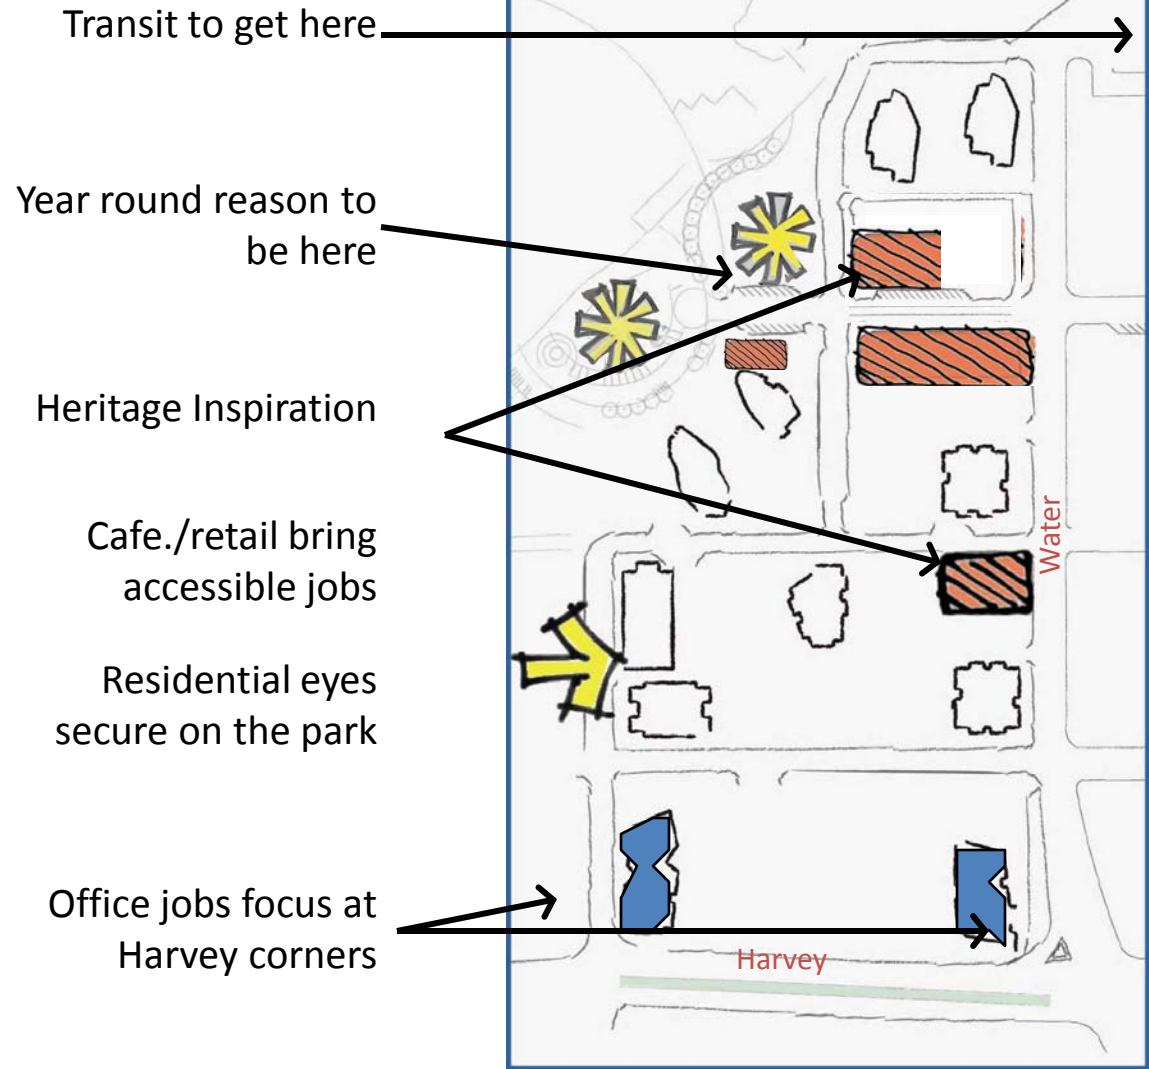 Transit to get here
Year round reason to
be here
Heritage Inspiration
Cafe./retail bring
accessible jobs
Water
Residential eyes
secure on the park
Office jobs focus at
Harvey corners
Harvey